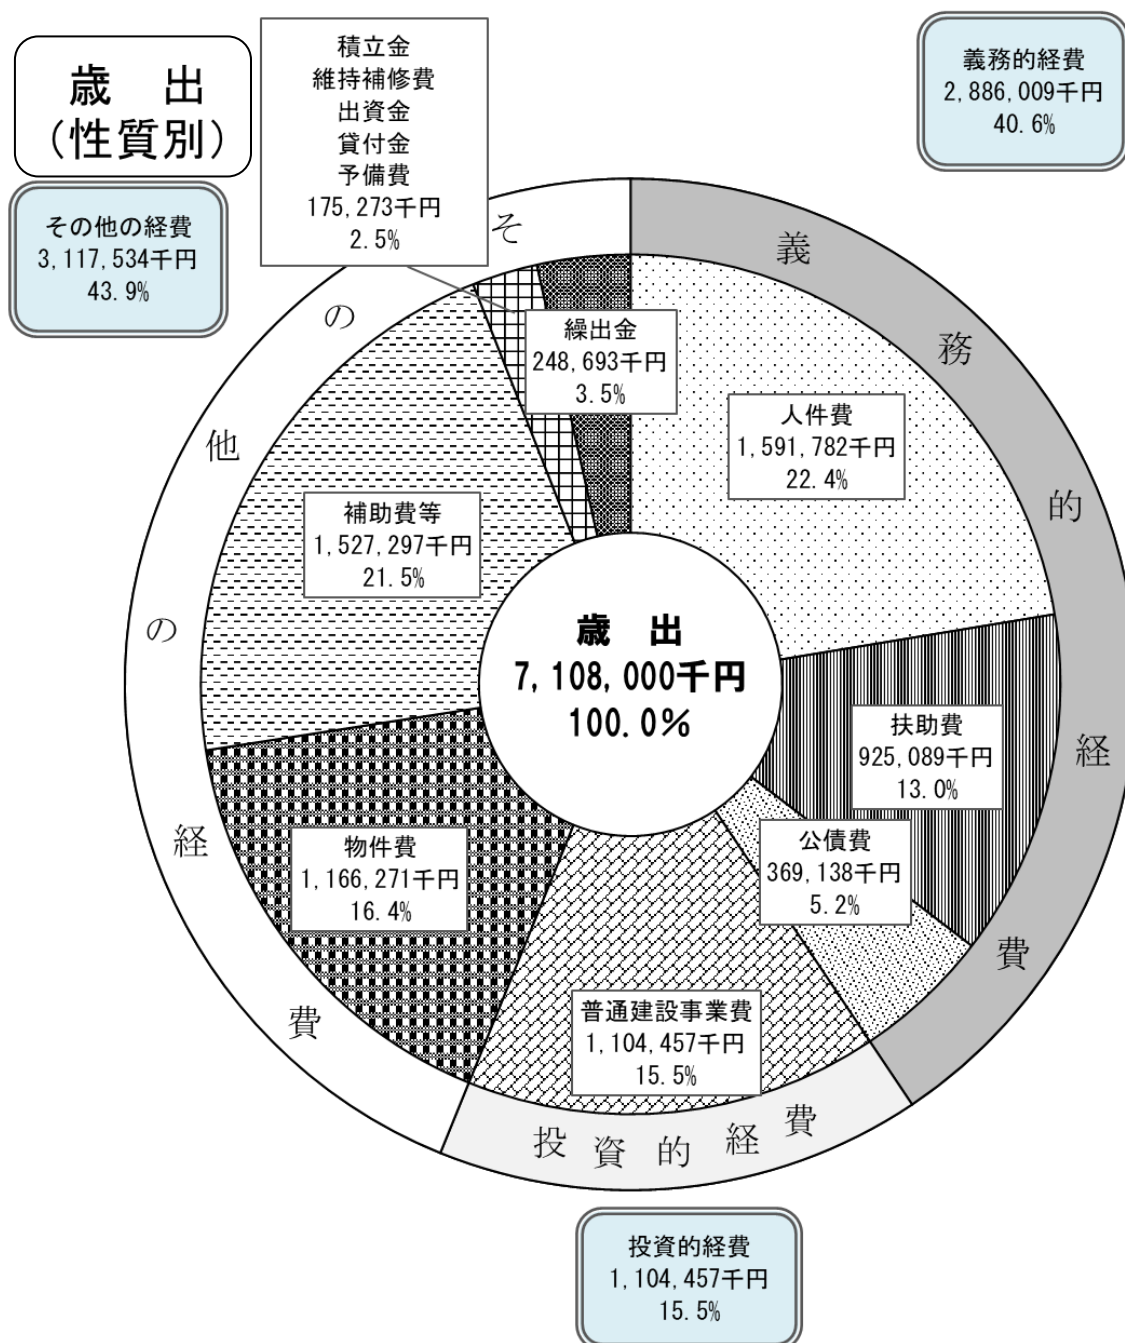 歳　出
(性質別)
積立金
維持補修費
出資金
貸付金
予備費
175,273千円
2.5%
義務的経費
2,886,009千円
40.6%
その他の経費
3,117,534千円
43.9%
義務的経費
その他の経費
投資的経費
繰出金
248,693千円
3.5%
人件費
1,591,782千円
22.4%
補助費等
1,527,297千円
21.5%
歳　出
7,108,000千円
100.0%
扶助費
925,089千円
13.0%
公債費
369,138千円
5.2%
物件費
1,166,271千円
16.4%
普通建設事業費
1,104,457千円
15.5%
投資的経費
1,104,457千円
15.5%